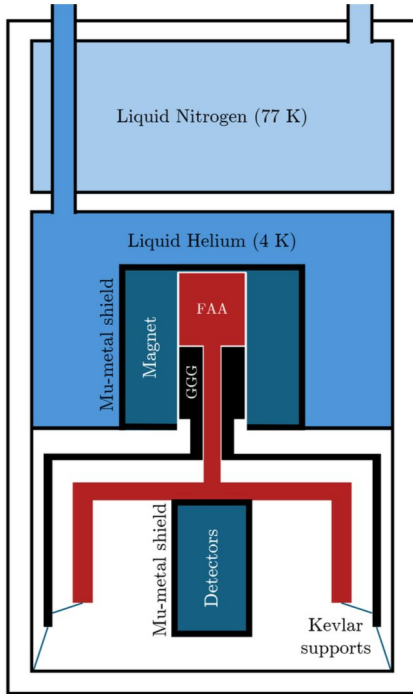 Liquid Nitrogen (77 K)
Liquid Helium (4 K)
Mu-metal shield
Magnet
FAA
GGG
Mu-metal shield
Detectors
Kevlar
supports